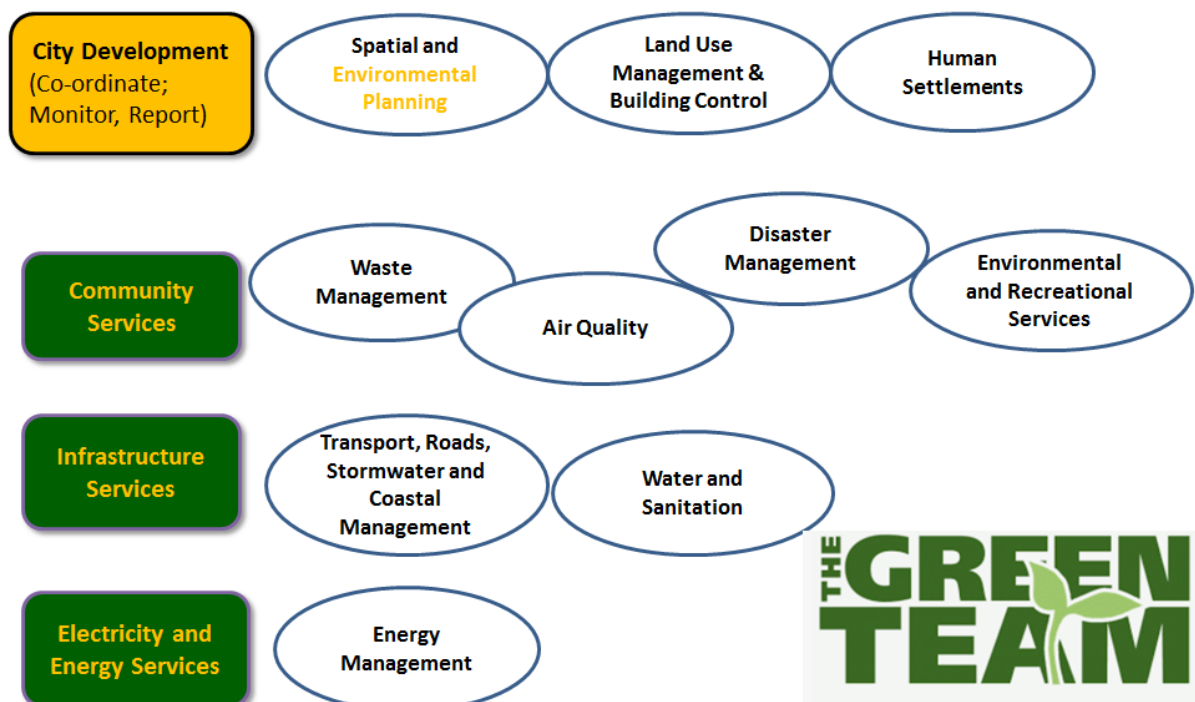 City Development
(Co-ordinate;
Monitor, Report)
Spatial and
Environmental
Planning
Land Use
Management &
Building Control
Human
Settlements
Community
Services
Waste
Management
Air Quality
Disaster
Management
Environmental
and Recreational
Services
Infrastructure
Services
Transport, Roads,
Stormwater and
Coastal
Management
Water and
Sanitation
Electricity and
Energy Services
Energy
Management
THE
GREEN
TEAM